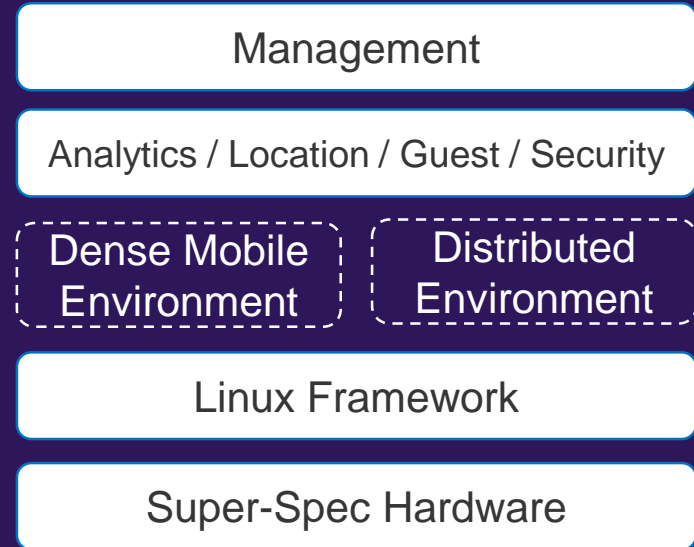 Management
Analytics / Location / Guest / Security
Dense Mobile
Environment
Distributed
Environment
Linux Framework
Super-Spec Hardware